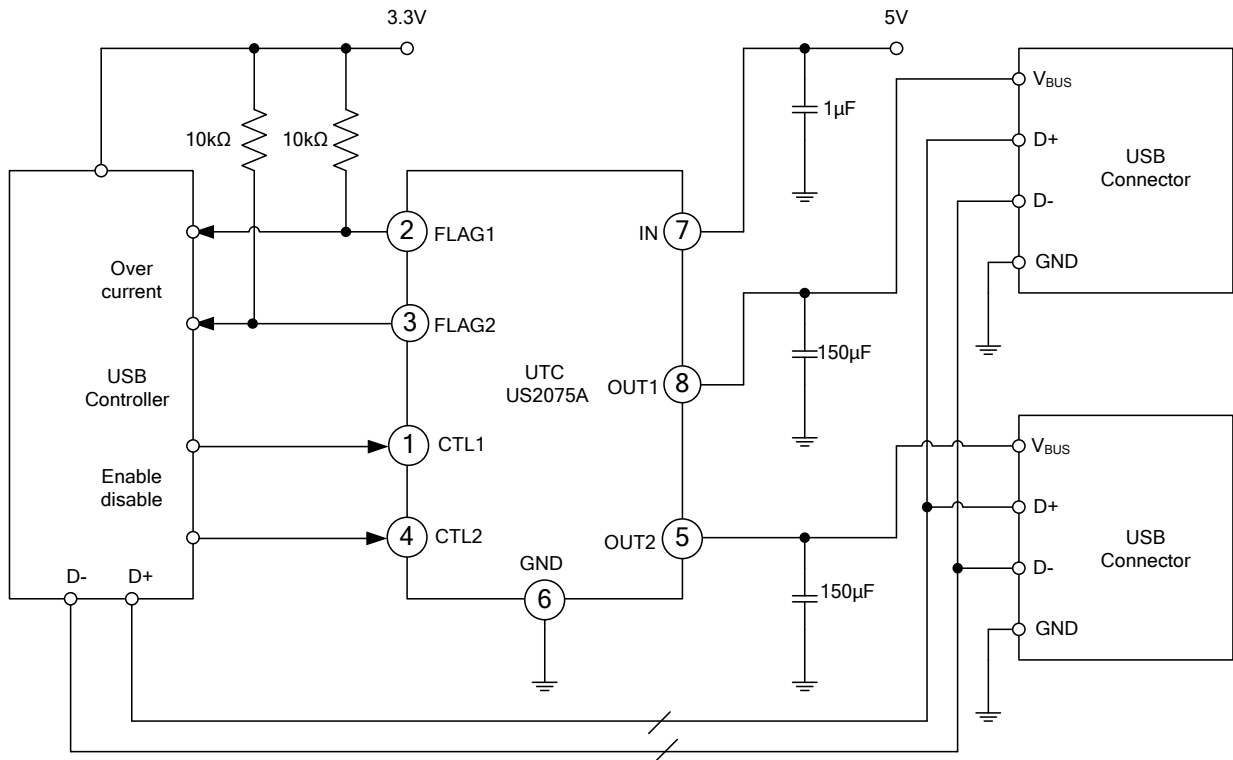 3.3V
5V
10kΩ
10kΩ
1µF
VBUS
D+
USB
Connector
D-
GND
2
FLAG1
IN
7
Over
current
3
FLAG2
150µF
UTC
US2075A
OUT1
8
USB
Controller
1
CTL1
VBUS
Enable
disable
D+
4
CTL2
OUT2
5
USB
Connector
D-
GND
6
150µF
D-
D+
GND